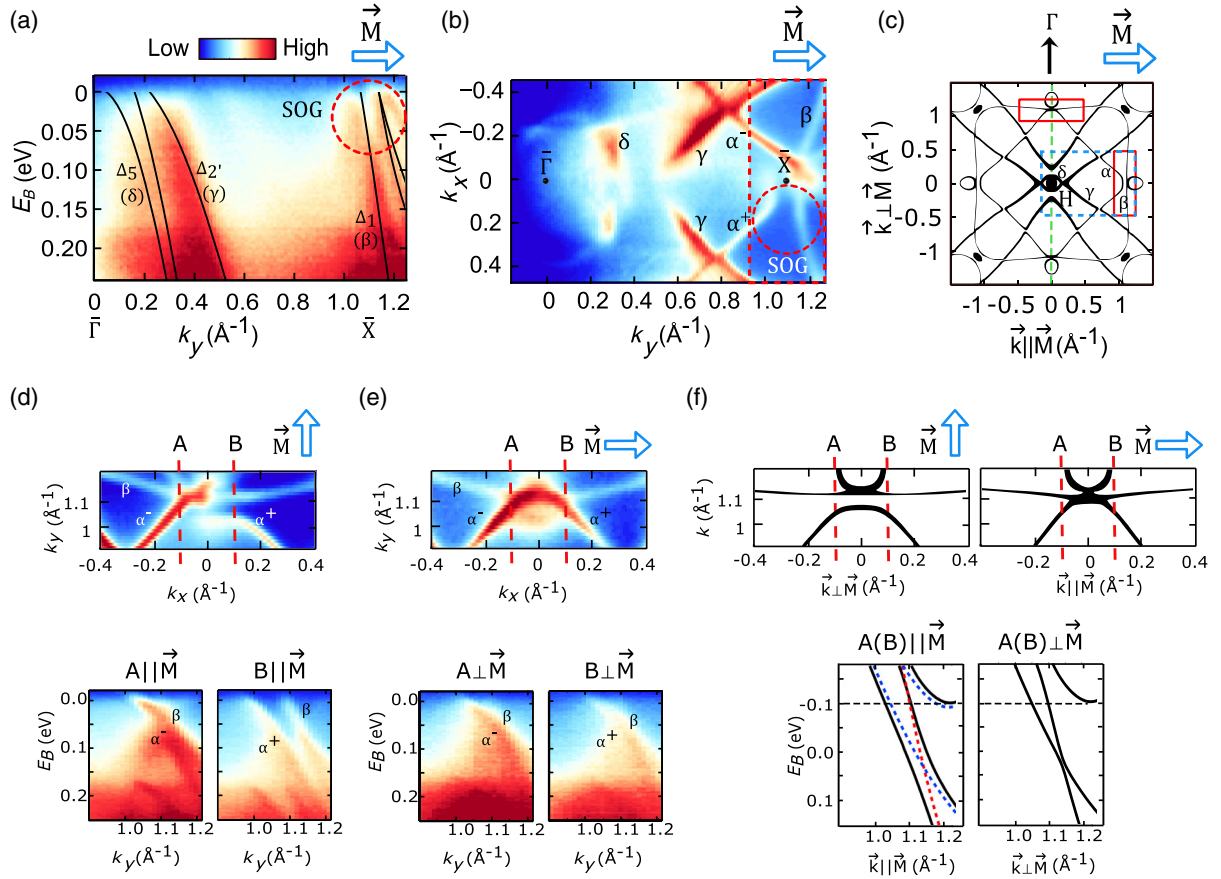 (a)
M
Low
High
E_B (eV)
0
0.05
0.10
0.20
SOG
Δ5
(δ)
Δ2'
(γ)
Δ1
(β)
0
0.2
0.4
0.6
0.8
1.0
1.2
Γ̄
X̄
k_y (Å⁻¹)
(b)
M
k_x (Å⁻¹)
-0.4
-0.2
0
0.2
0.4
Γ̄
δ
γ
γ
α⁻
α⁺
β
X̄
SOG
0
0.2
0.4
0.6
0.8
1.0
1.2
k_y (Å⁻¹)
(c)
Γ
M
k⊥M (Å⁻¹)
1
0.5
0
-0.5
-1
δ
H
γ
α
β
-1
-0.5
0
0.5
1
k||M (Å⁻¹)
(d)
A
B
M
k_y (Å⁻¹)
1.1
1
β
α⁻
α⁺
-0.4
-0.2
0
0.2
0.4
k_x (Å⁻¹)
A||M
B||M
E_B (eV)
0.0
0.1
0.2
α⁻
β
α⁺
β
1.0
1.1
1.2
1.0
1.1
1.2
k_y (Å⁻¹)
k_y (Å⁻¹)
(e)
A
B
M
k_y (Å⁻¹)
1.1
1
β
α⁻
α⁺
-0.4
-0.2
0
0.2
0.4
k_x (Å⁻¹)
A⊥M
B⊥M
E_B (eV)
0.0
0.1
0.2
α⁻
β
α⁺
β
1.0
1.1
1.2
1.0
1.1
1.2
k_y (Å⁻¹)
k_y (Å⁻¹)
(f)
A
B
M
A
B
M
k (Å⁻¹)
1.1
1
-0.4
-0.2
0
0.2
0.4
-0.2
0
0.2
0.4
k⊥M (Å⁻¹)
k||M (Å⁻¹)
A(B)||M
A(B)⊥M
E_B (eV)
-0.1
0.0
0.1
1.0
1.1
1.2
1.0
1.1
1.2
k||M (Å⁻¹)
k⊥M (Å⁻¹)